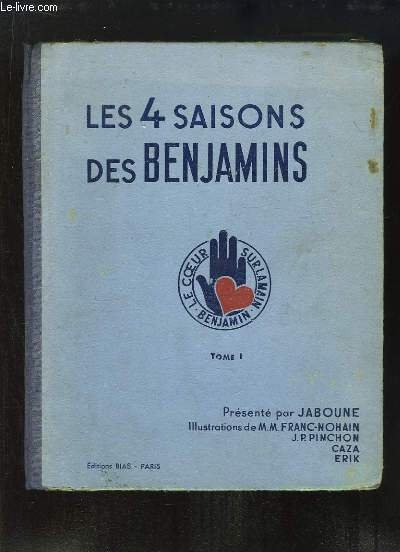 Le-livre.com
LES 4 SAISONS
DES BENJAMINS
LE CŒUR SUR LA MAIN
· BENJAMIN ·
TOME I
Présenté par JABOUNE
Illustrations de M.M. FRANC-NOHAIN
J.P. PINCHON
CAZA
ERIK
Editions BIAS - PARIS